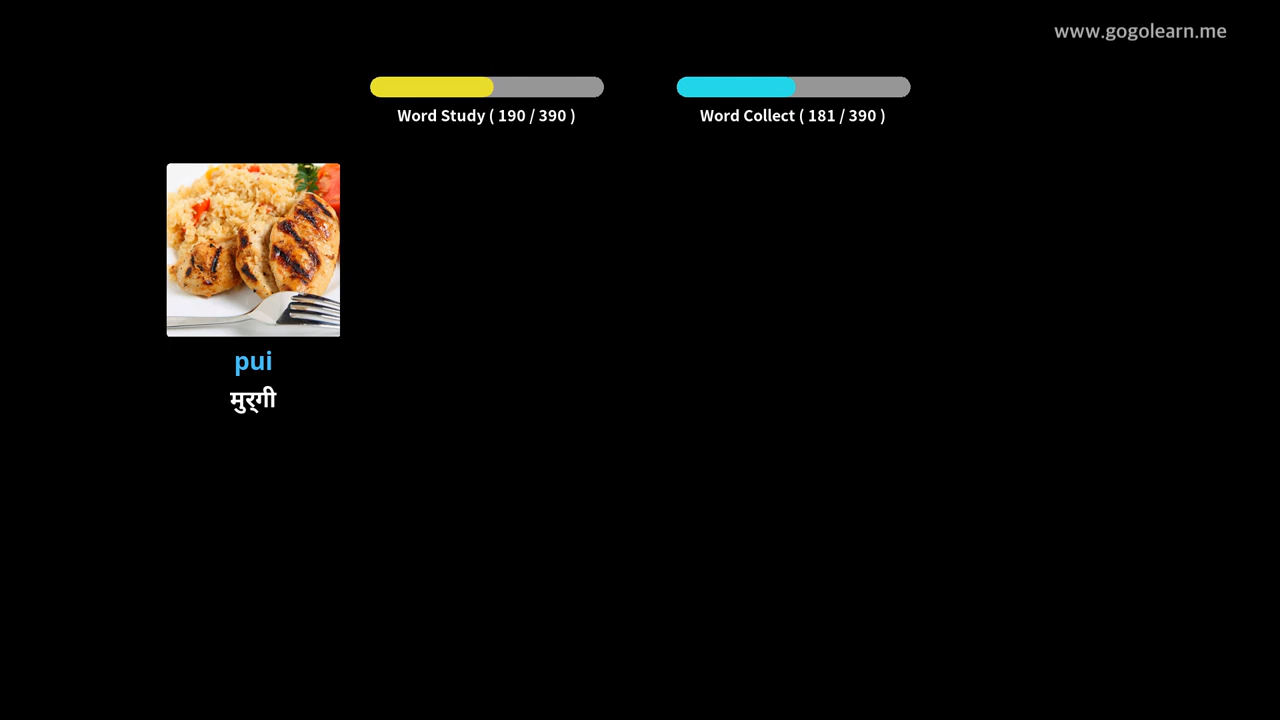 www.gogolearn.me
Word Study ( 190 / 390 )
Word Collect ( 181 / 390 )
pui
मुर्गी